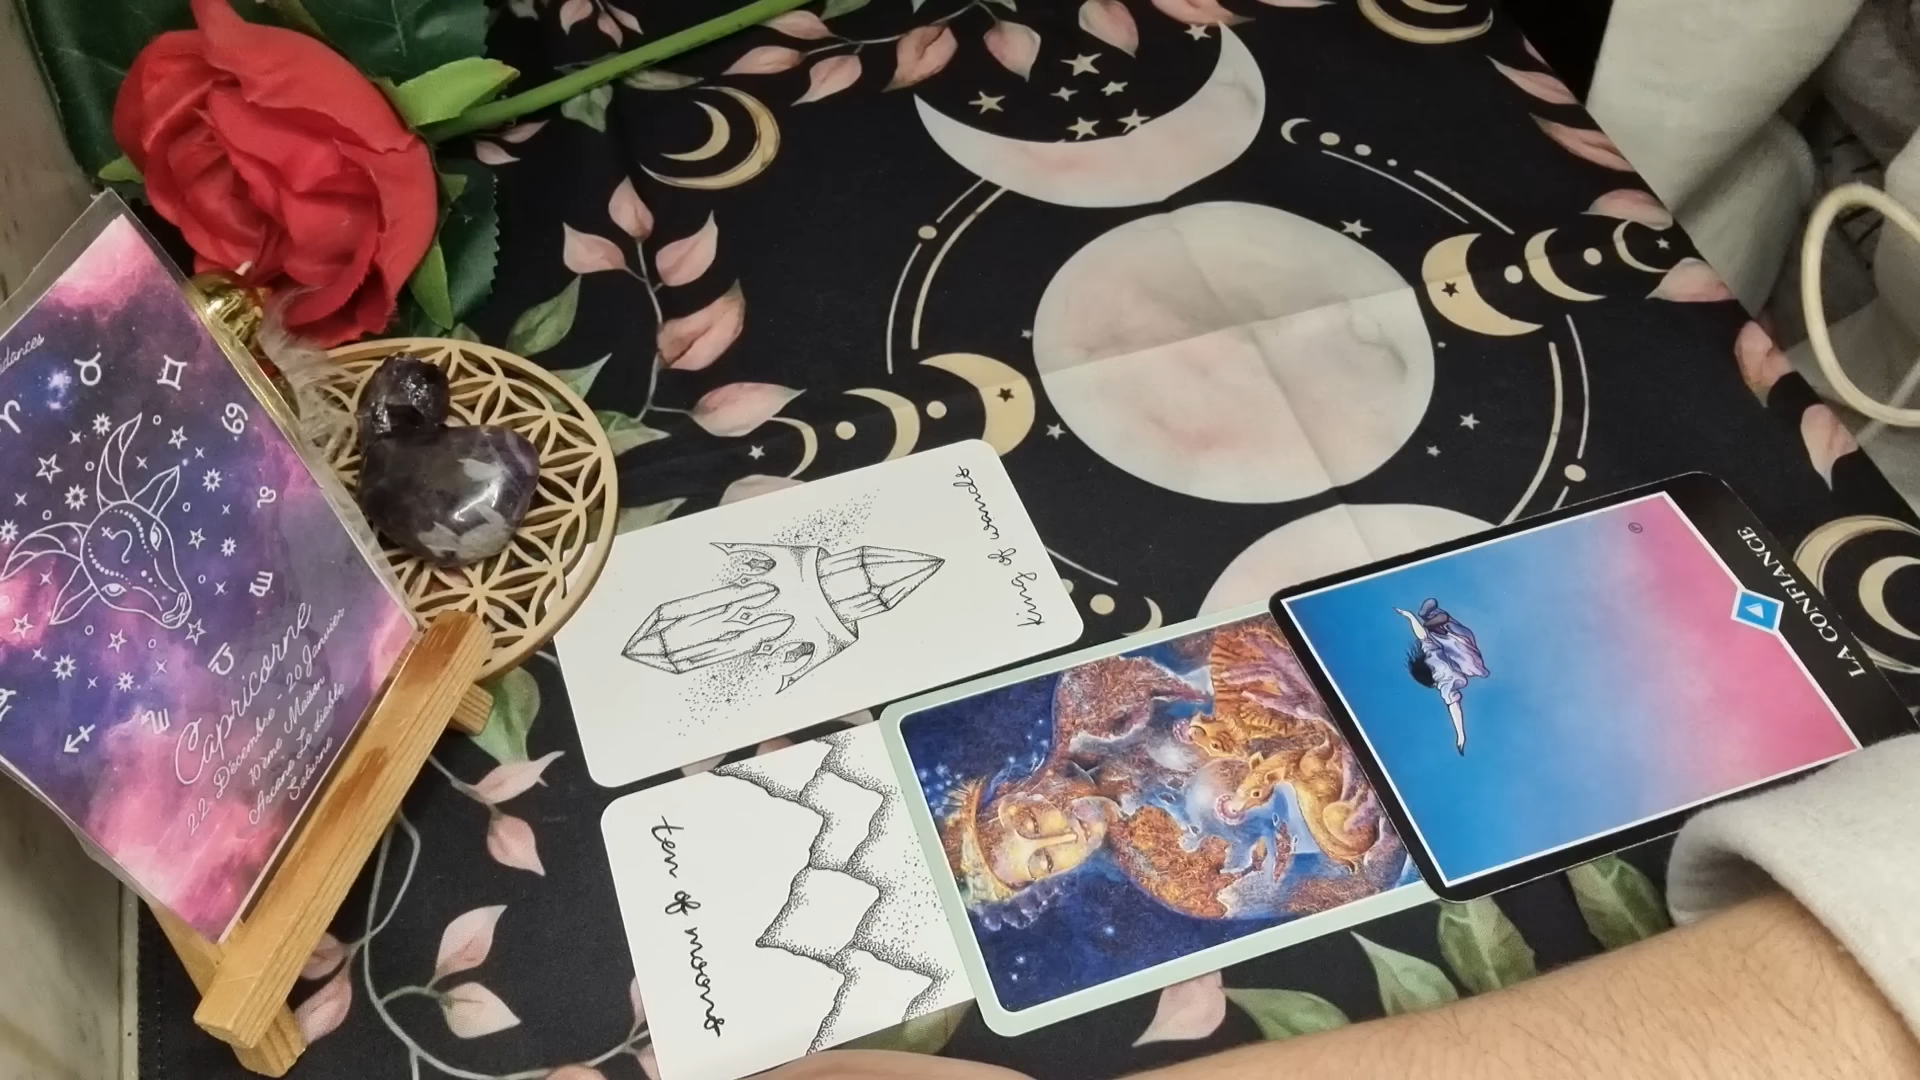 Capricorne
22 Décembre 20 Janvier
10ème Maison
Arcane Le diable
Saturne
king of wands
ten of moons
LA CONFIANCE